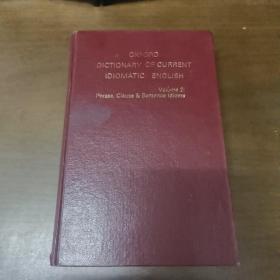 OXFORD
DICTIONARY OF CURRENT
IDIOMATIC ENGLISH
Volume 2:
Phrase, Clause & Sentence Idioms